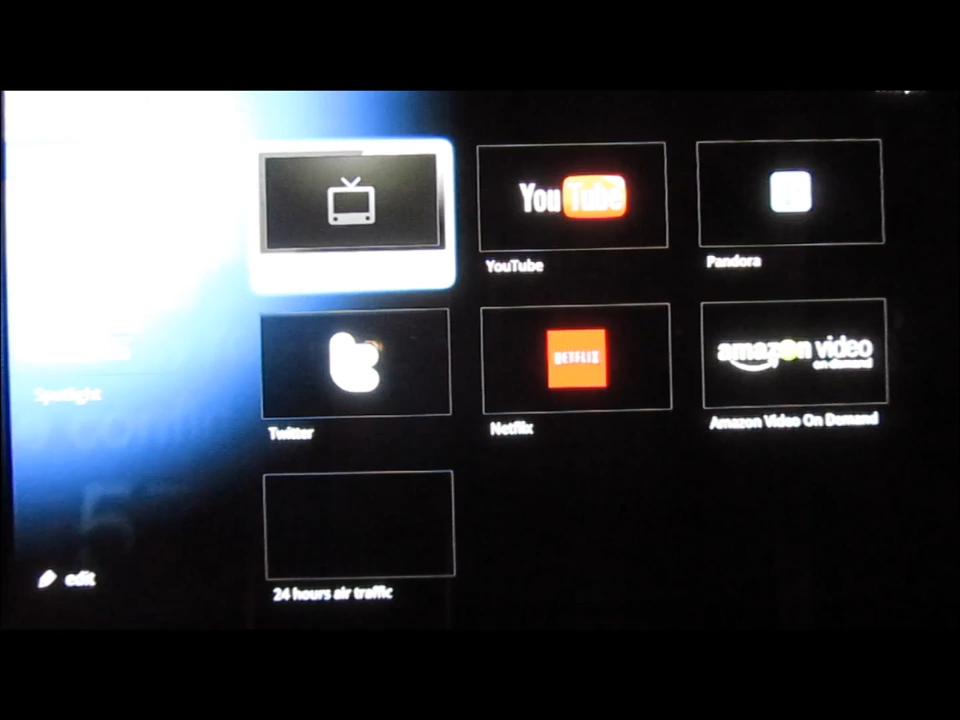 YouTube
YouTube
Pandora
Spotlight
NETFLIX
amazon video
on demand
Twitter
Netflix
Amazon Video On Demand
edit
24 hours air traffic